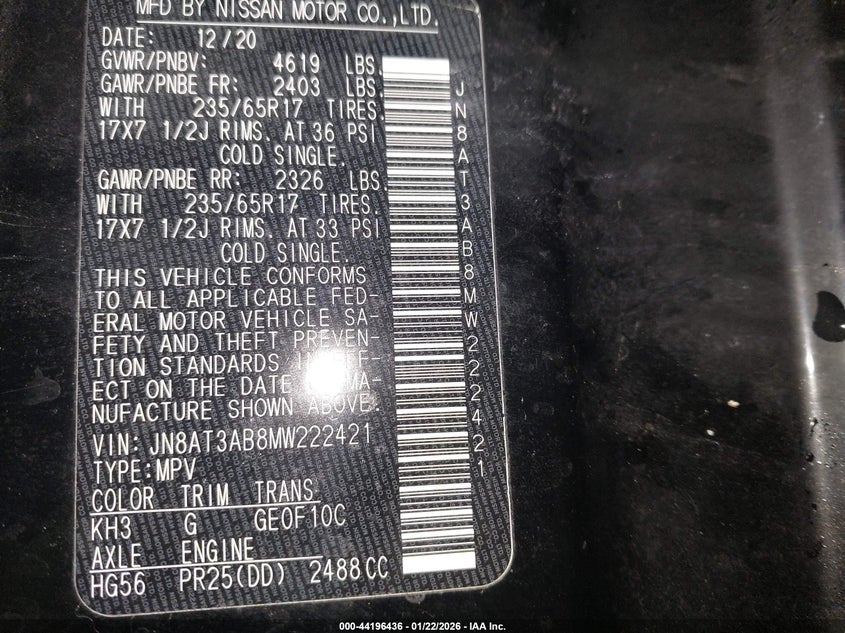 MFD BY NISSAN MOTOR CO.,LTD.
DATE: 12/20
GVWR/PNBV: 4619 LBS.
GAWR/PNBE FR: 2403 LBS.
WITH 235/65R17 TIRES.
17X7 1/2J RIMS. AT 36 PSI
COLD SINGLE.
GAWR/PNBE RR: 2326 LBS.
WITH 235/65R17 TIRES.
17X7 1/2J RIMS. AT 33 PSI
COLD SINGLE.
THIS VEHICLE CONFORMS
TO ALL APPLICABLE FED-
ERAL MOTOR VEHICLE SA-
FETY AND THEFT PREVEN-
TION STANDARDS IN EFF-
ECT ON THE DATE OF MA-
NUFACTURE SHOWN ABOVE.
VIN: JN8AT3AB8MW222421
TYPE:MPV
COLOR TRIM TRANS
KH3 G GE0F10C
AXLE ENGINE
HG56 PR25(DD) 2488CC
JN8AT3AB8MW222421
000-44196436 - 01/22/2026 - IAA Inc.